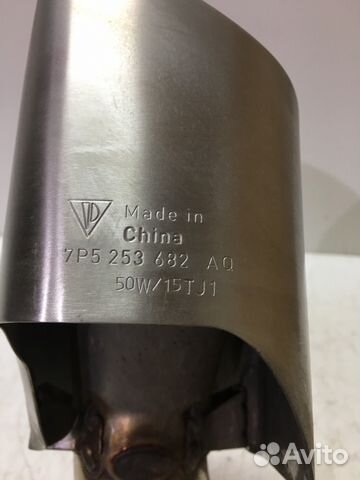 Made in
China
7P5 253 682 AQ
50W/15TJ1
Avito